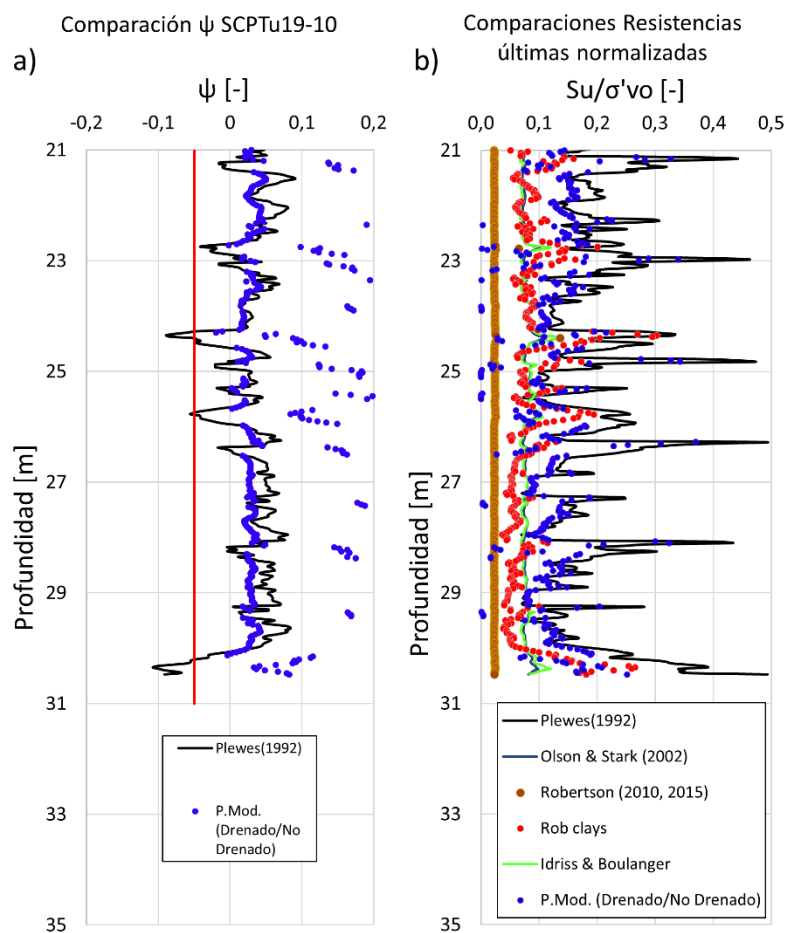 Comparación ψ SCPTu19-10
a)
ψ [-]
-0,2 -0,1 0 0,1 0,2
21
23
25
27
29
31
33
35
Profundidad [m]
Plewes(1992)
P.Mod.
(Drenado/No
Drenado)
Comparaciones Resistencias
últimas normalizadas
b)
Su/σ'vo [-]
0,0 0,1 0,2 0,3 0,4 0,5
21
23
25
27
29
31
33
35
Profundidad [m]
Plewes(1992)
Olson & Stark (2002)
Robertson (2010, 2015)
Rob clays
Idriss & Boulanger
P.Mod. (Drenado/No Drenado)